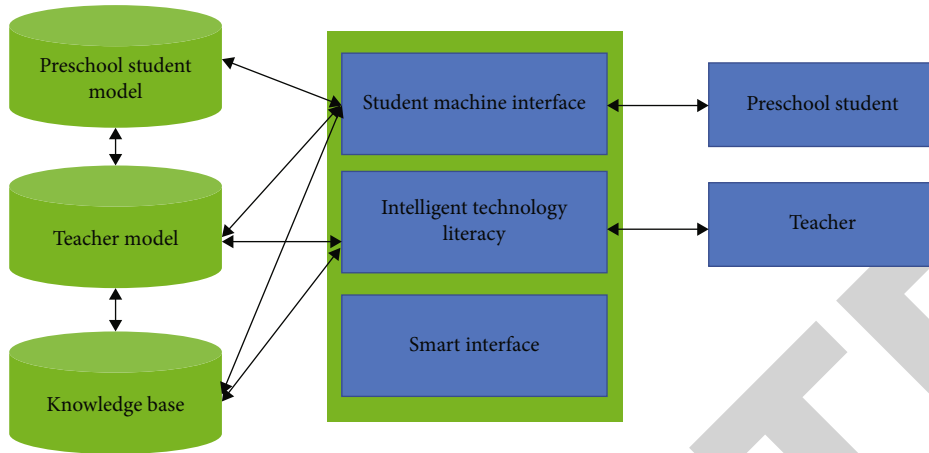 Preschool student
model
Teacher model
Knowledge base
Student machine interface
Intelligent technology
literacy
Smart interface
Preschool student
Teacher